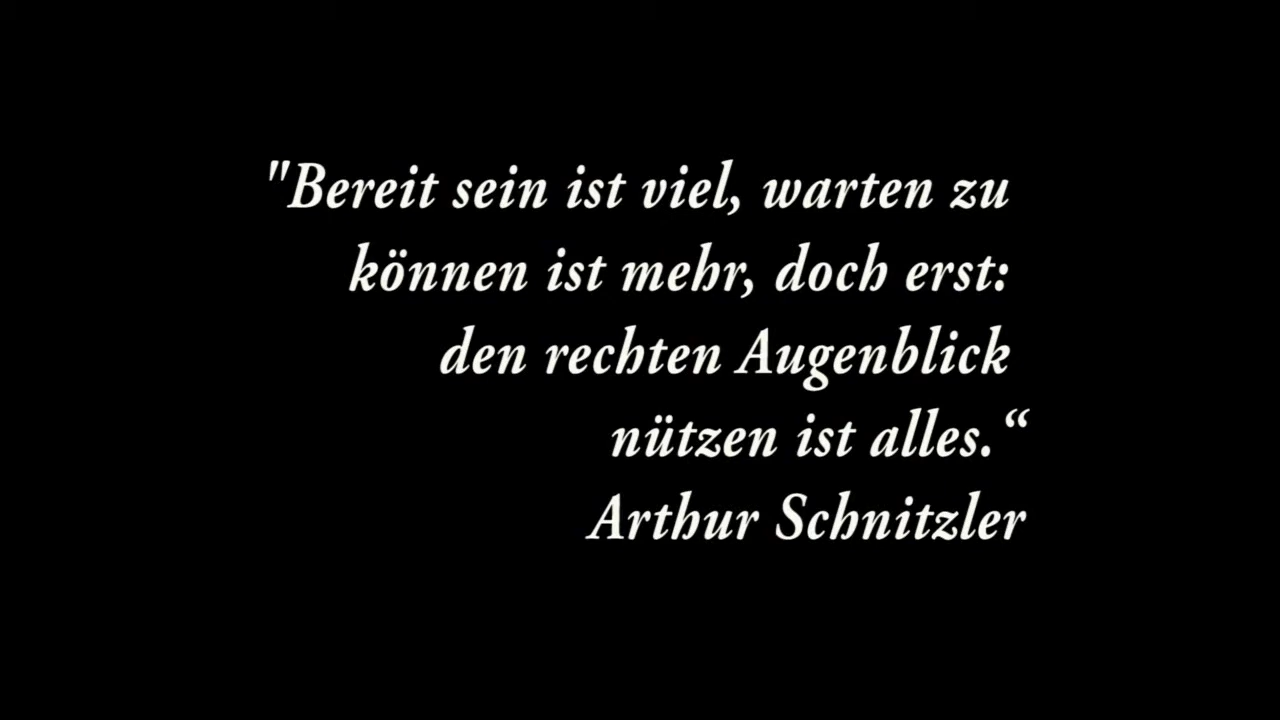 "Bereit sein ist viel, warten zu
können ist mehr, doch erst:
den rechten Augenblick
nützen ist alles.“
Arthur Schnitzler